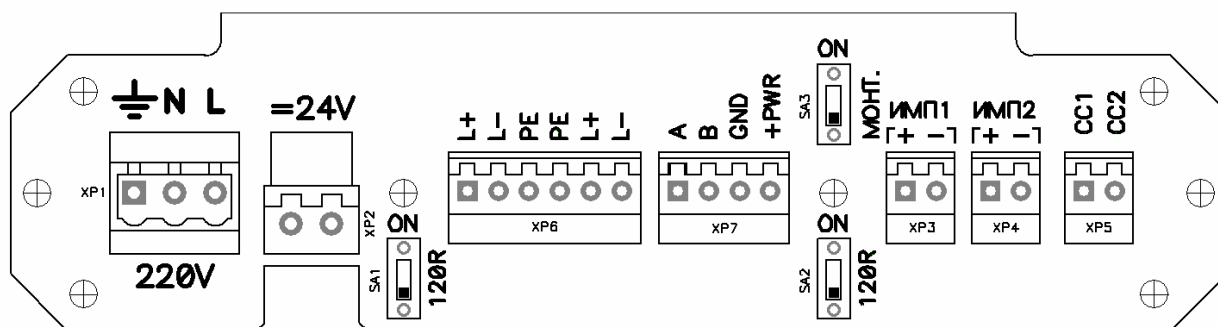 N L
XP1
220V
=24V
XP2
ON
SA1
120R
L+ L- PE PE L+ L-
XP6
A B GND +PWR
XP7
ON
SA3
МОНТ.
ON
SA2
120R
ИМП1
+ -
XP3
ИМП2
+ -
XP4
CC1 CC2
XP5